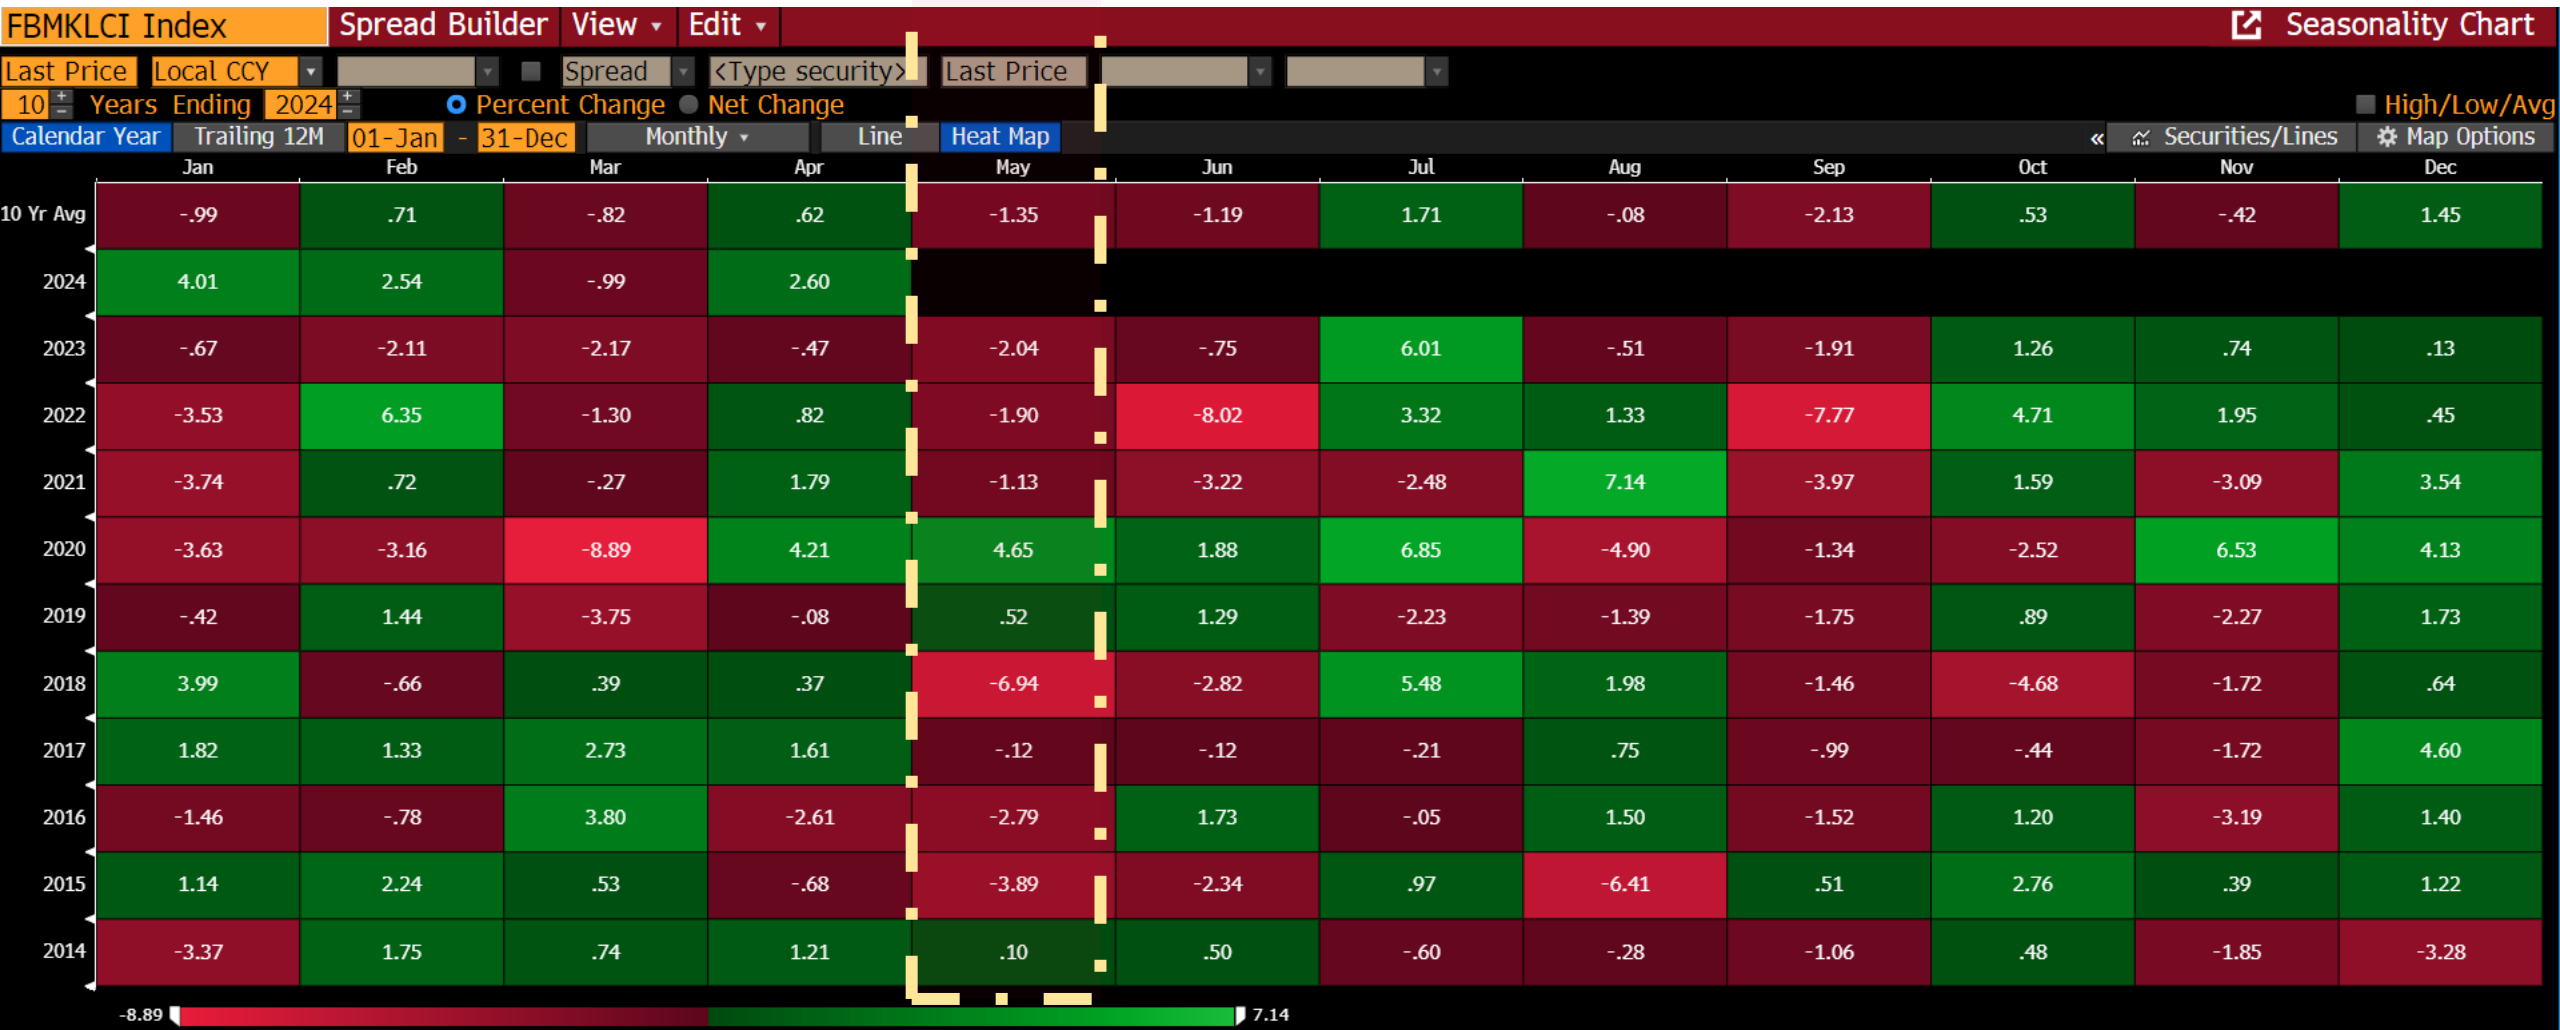 FBMKLCI Index Spread Builder View Edit Seasonality Chart
Last Price Local CCY Spread <Type security> Last Price
10 + - Years Ending 2024 + - Percent Change Net Change High/Low/Avg
Calendar Year Trailing 12M 01-Jan - 31-Dec Monthly Line Heat Map « Securities/Lines Map Options
Jan Feb Mar Apr May Jun Jul Aug Sep Oct Nov Dec
10 Yr Avg -.99 .71 -.82 .62 -1.35 -1.19 1.71 -.08 -2.13 .53 -.42 1.45
2024 4.01 2.54 -.99 2.60
2023 -.67 -2.11 -2.17 -.47 -2.04 -.75 6.01 -.51 -1.91 1.26 .74 .13
2022 -3.53 6.35 -1.30 .82 -1.90 -8.02 3.32 1.33 -7.77 4.71 1.95 .45
2021 -3.74 .72 -.27 1.79 -1.13 -3.22 -2.48 7.14 -3.97 1.59 -3.09 3.54
2020 -3.63 -3.16 -8.89 4.21 4.65 1.88 6.85 -4.90 -1.34 -2.52 6.53 4.13
2019 -.42 1.44 -3.75 -.08 .52 1.29 -2.23 -1.39 -1.75 .89 -2.27 1.73
2018 3.99 -.66 .39 .37 -6.94 -2.82 5.48 1.98 -1.46 -4.68 -1.72 .64
2017 1.82 1.33 2.73 1.61 -.12 -.12 -.21 .75 -.99 -.44 -1.72 4.60
2016 -1.46 -.78 3.80 -2.61 -2.79 1.73 -.05 1.50 -1.52 1.20 -3.19 1.40
2015 1.14 2.24 .53 -.68 -3.89 -2.34 .97 -6.41 .51 2.76 .39 1.22
2014 -3.37 1.75 .74 1.21 .10 .50 -.60 -.28 -1.06 .48 -1.85 -3.28
-8.89 7.14